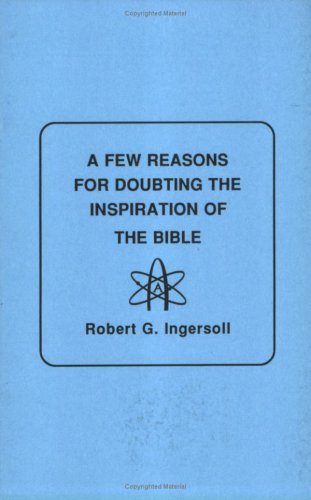 Copyrighted Material
A FEW REASONS
FOR DOUBTING THE
INSPIRATION OF
THE BIBLE
A
Robert G. Ingersoll
Copyrighted Material